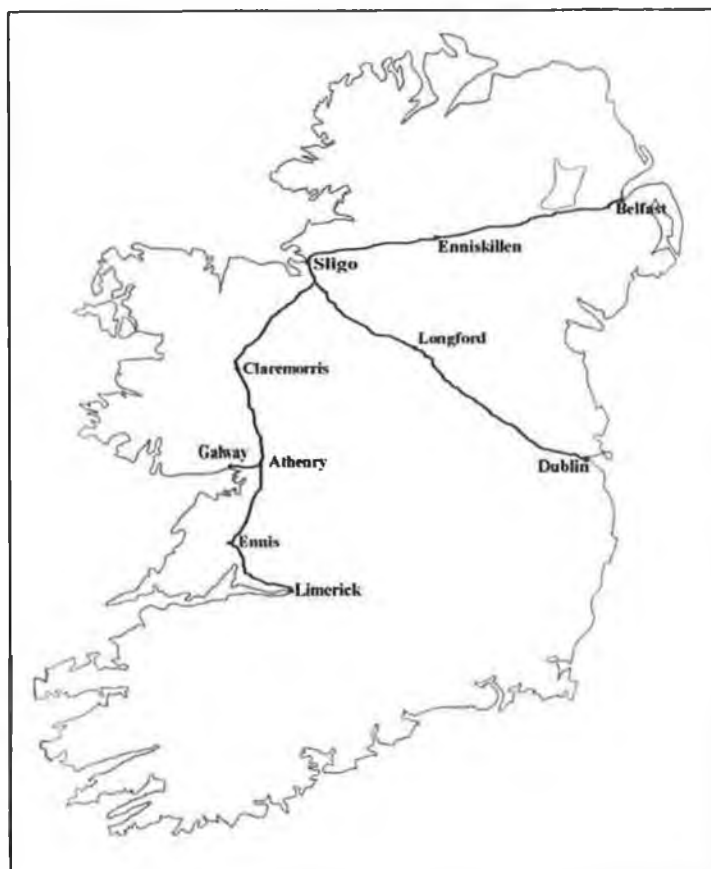 Belfast
Enniskillen
Sligo
Longford
Claremorris
Galway
Athenry
Dublin
Ennis
Limerick